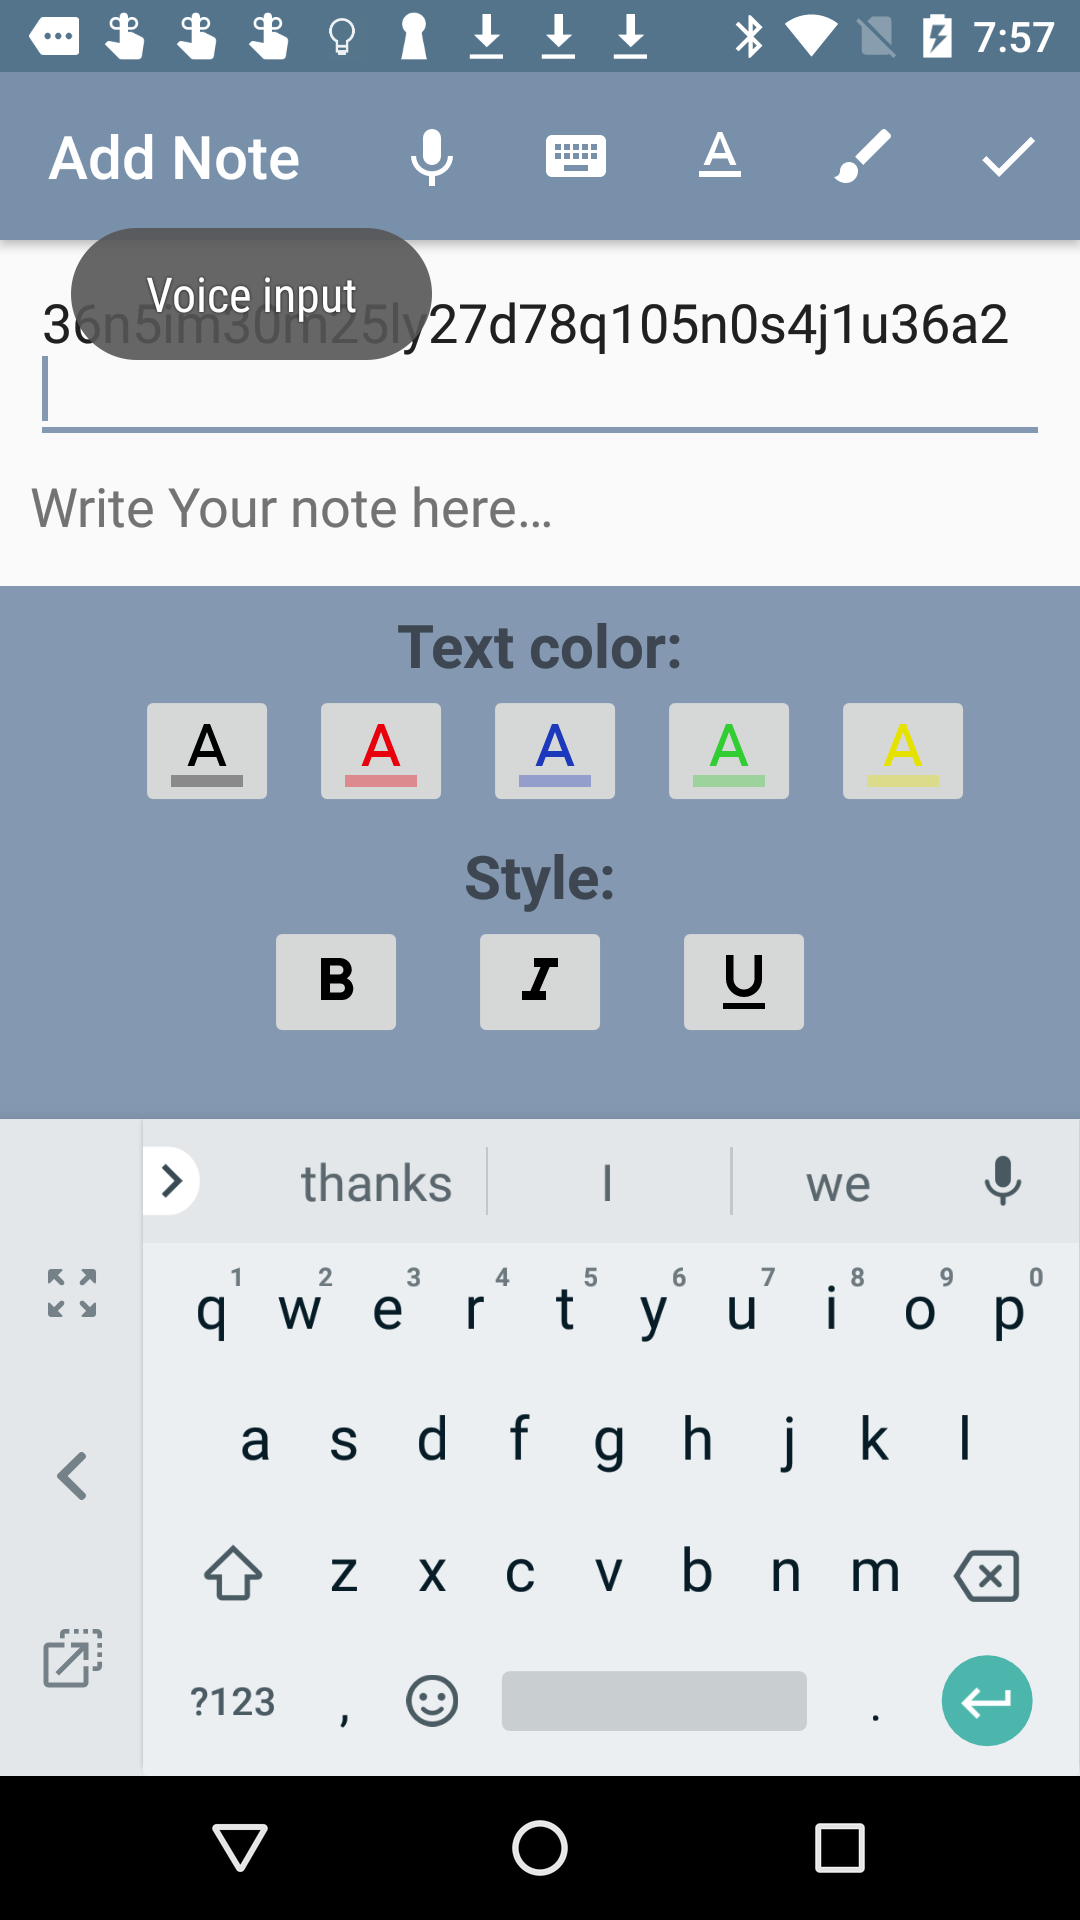 7:57
Add Note
A
Voice input
36n5im30m25ly27d78q105n0s4j1u36a2
Write Your note here...
Text color:
A A A A A
Style:
B I U
thanks I we
1 2 3 4 5 6 7 8 9 0
q w e r t y u i o p
a s d f g h j k l
z x c v b n m
?123 , .